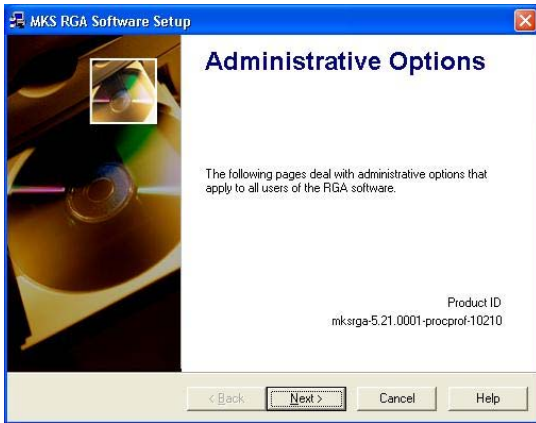 MKS RGA Software Setup
Administrative Options
The following pages deal with administrative options that
apply to all users of the RGA software.
Product ID
mksrga-5.21.0001-procprof-10210
< Back
Next >
Cancel
Help